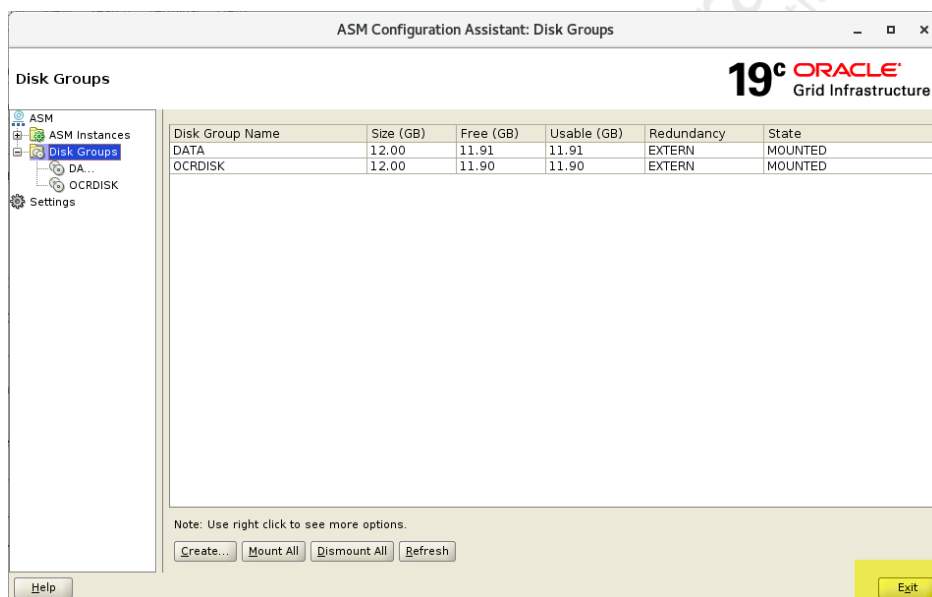 ASM Configuration Assistant: Disk Groups
Disk Groups
19c ORACLE
Grid Infrastructure
ASM
ASM Instances
Disk Groups
DA...
OCRDISK
Settings
Disk Group Name Size (GB) Free (GB) Usable (GB) Redundancy State
DATA 12.00 11.91 11.91 EXTERN MOUNTED
OCRDISK 12.00 11.90 11.90 EXTERN MOUNTED
Note: Use right click to see more options.
Create... Mount All Dismount All Refresh
Help Exit